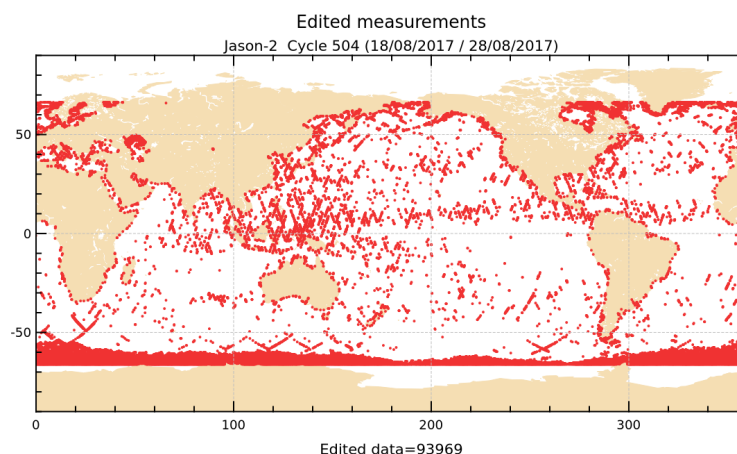 Edited measurements
Jason-2 Cycle 504 (18/08/2017 / 28/08/2017)
50
0
-50
0 100 200 300
Edited data=93969